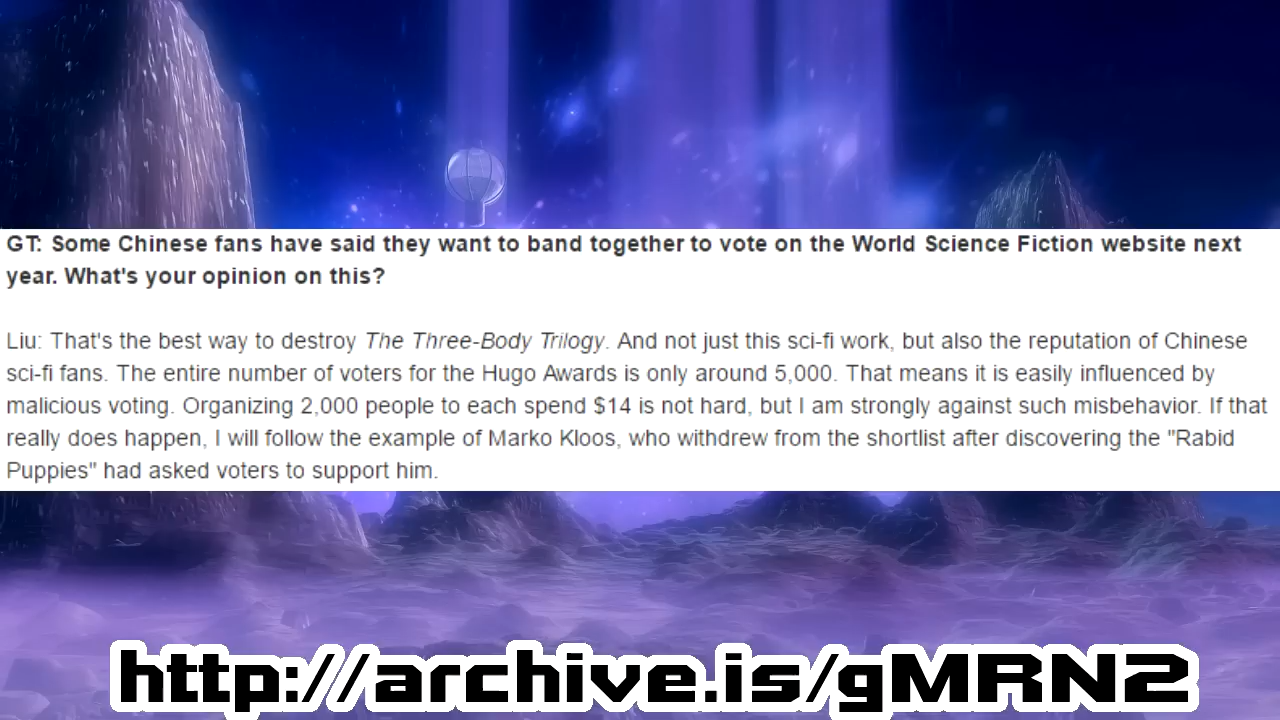 GT: Some Chinese fans have said they want to band together to vote on the World Science Fiction website next
year. What's your opinion on this?
Liu: That's the best way to destroy The Three-Body Trilogy. And not just this sci-fi work, but also the reputation of Chinese
sci-fi fans. The entire number of voters for the Hugo Awards is only around 5,000. That means it is easily influenced by
malicious voting. Organizing 2,000 people to each spend $14 is not hard, but I am strongly against such misbehavior. If that
really does happen, I will follow the example of Marko Kloos, who withdrew from the shortlist after discovering the "Rabid
Puppies" had asked voters to support him.
http://archive.is/gMRN2